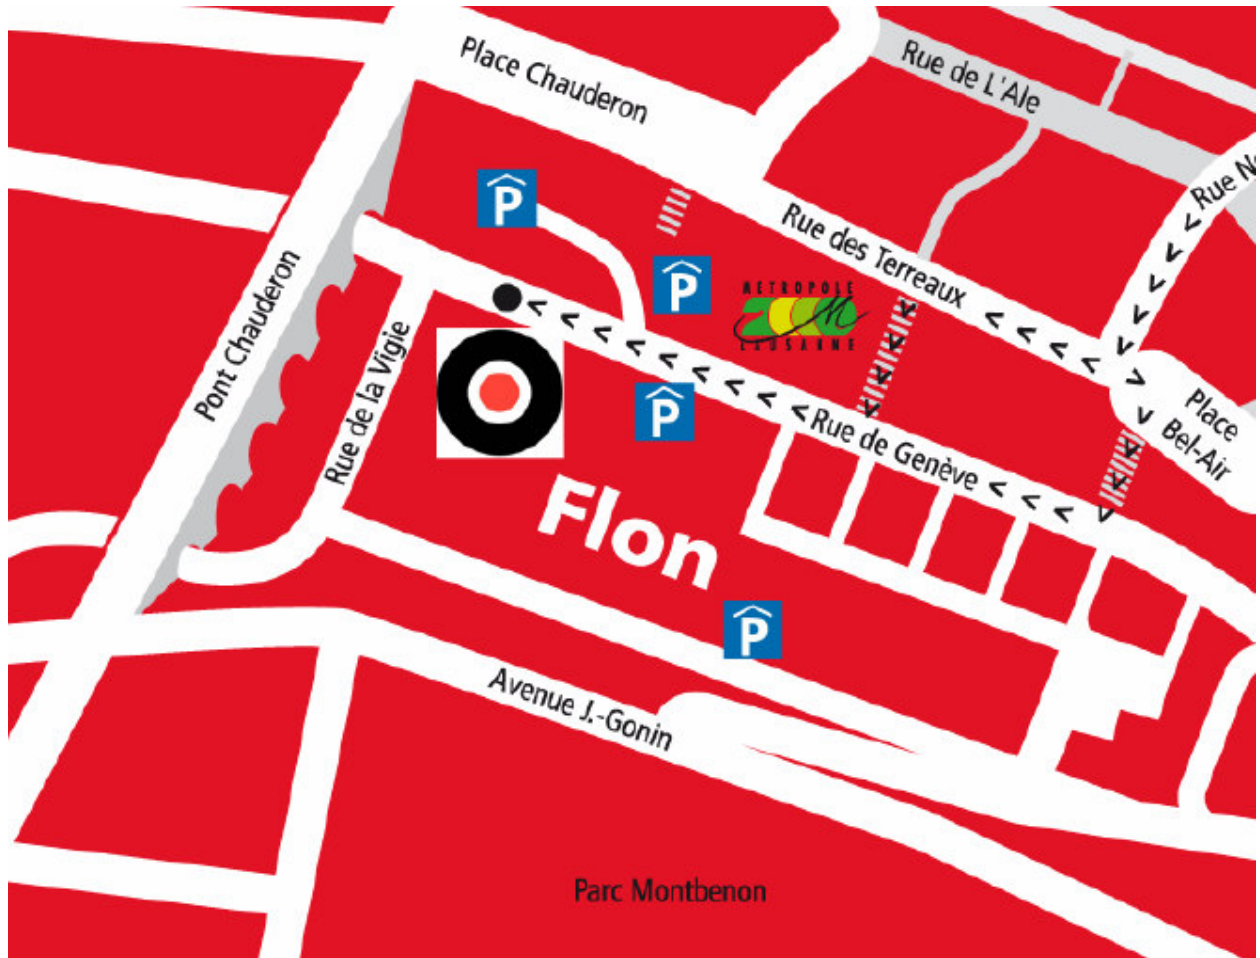 Place Chauderon
Rue de L'Ale
Rue
P
Rue des Terreaux
Pont Chauderon
P
METROPOLE
M
LAUSANNE
Rue de la Vigie
Place
Bel-Air
P
Rue de Genève
Flon
P
Avenue J.-Gonin
Parc Montbenon